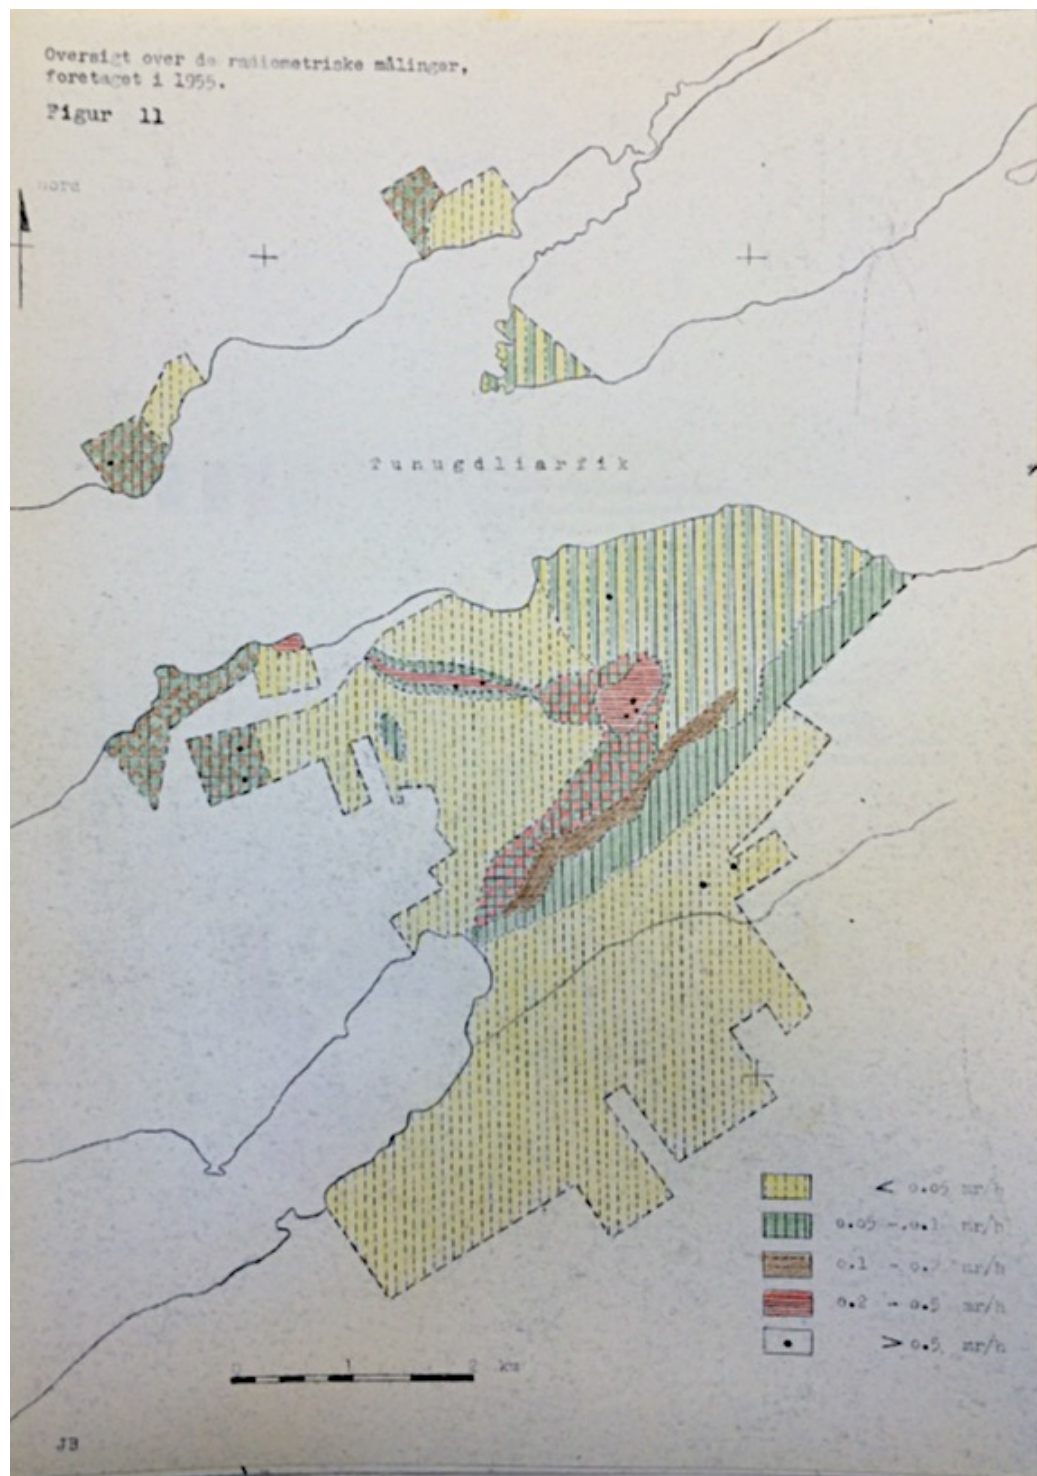 Oversigt over de radiometriske målinger,
foretaget i 1955.
Figur 11
nord
Tunugdliarfik
< 0.05 mr/h
0.05 - 0.1 mr/h
0.1 - 0.2 mr/h
0.2 - 0.5 mr/h
> 0.5 mr/h
0 1 2 km
JB